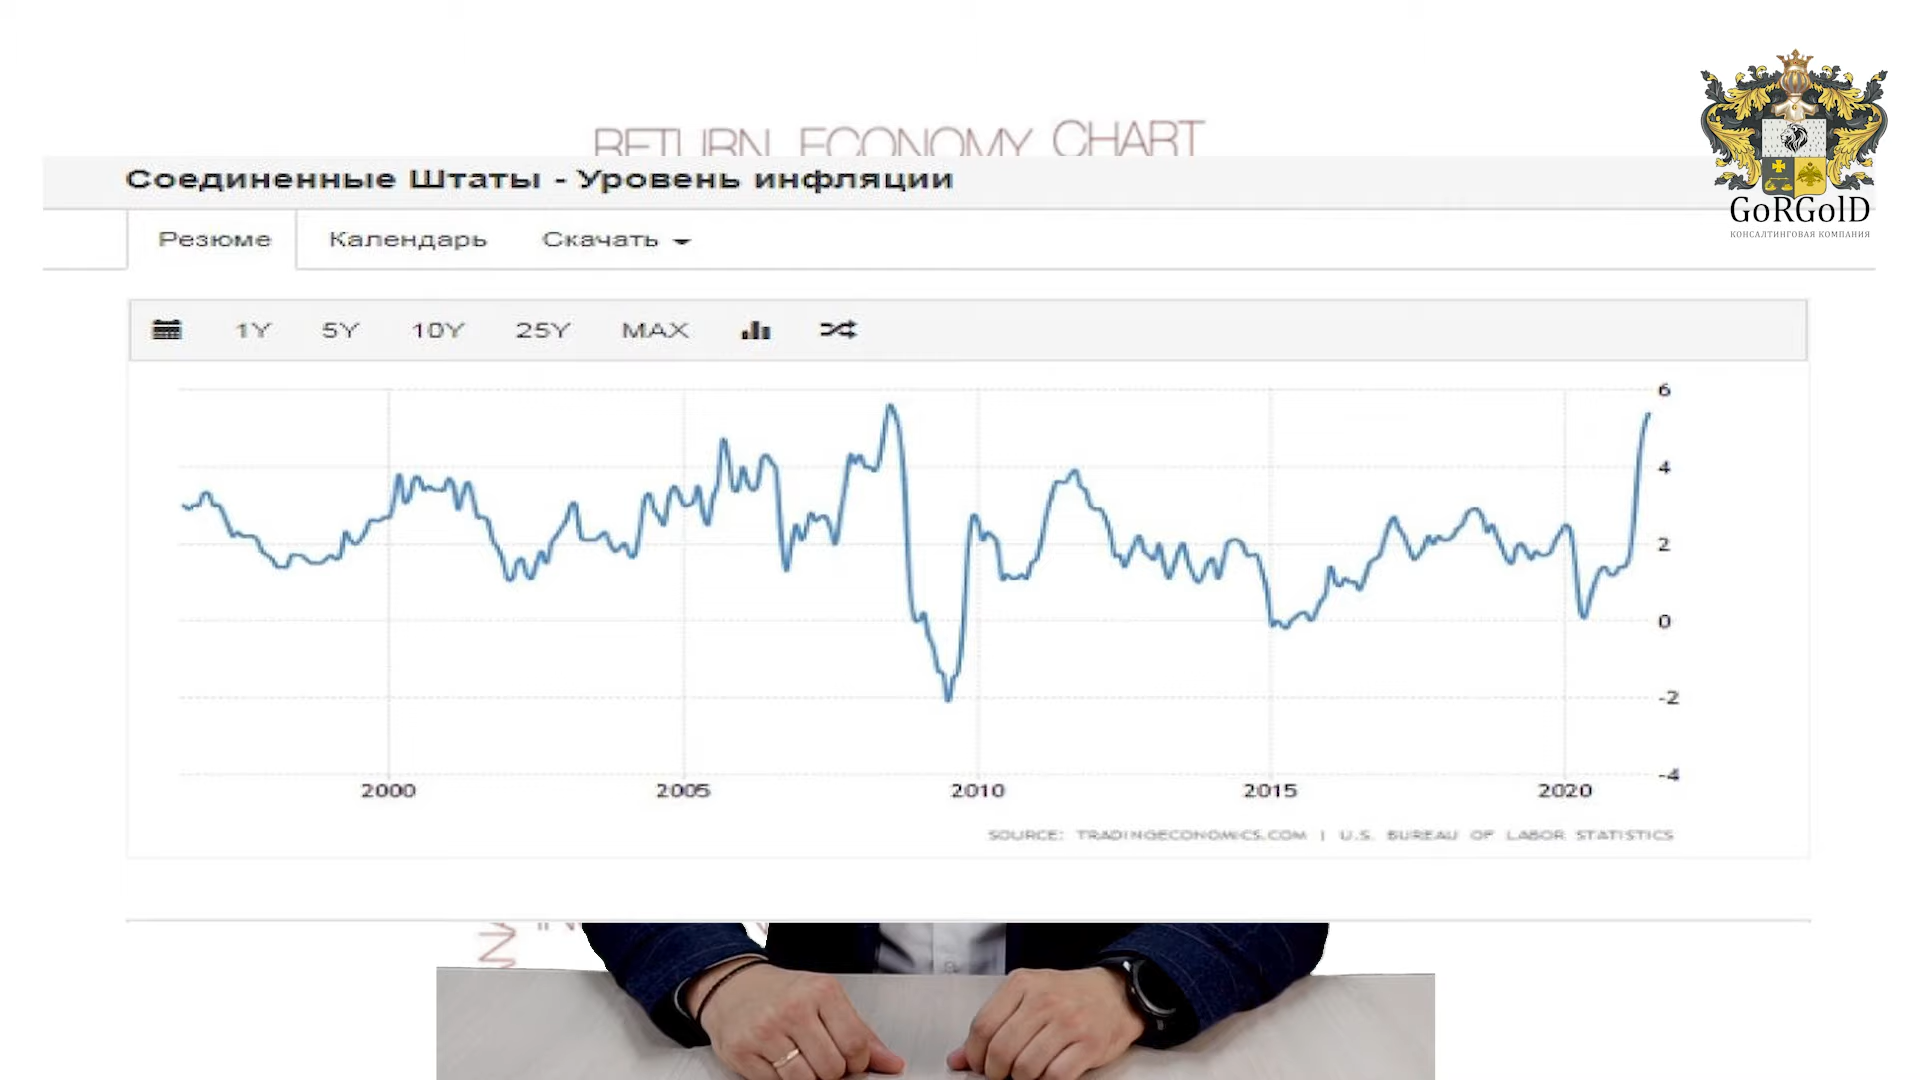 RETURN ECONOMY CHART
Соединенные Штаты - Уровень инфляции
GoRGolD
КОНСАЛТИНГОВАЯ КОМПАНИЯ
Резюме Календарь Скачать
1Y 5Y 10Y 25Y MAX
6
4
2
0
-2
-4
2000 2005 2010 2015 2020
SOURCE: TRADINGECONOMICS.COM | U.S. BUREAU OF LABOR STATISTICS